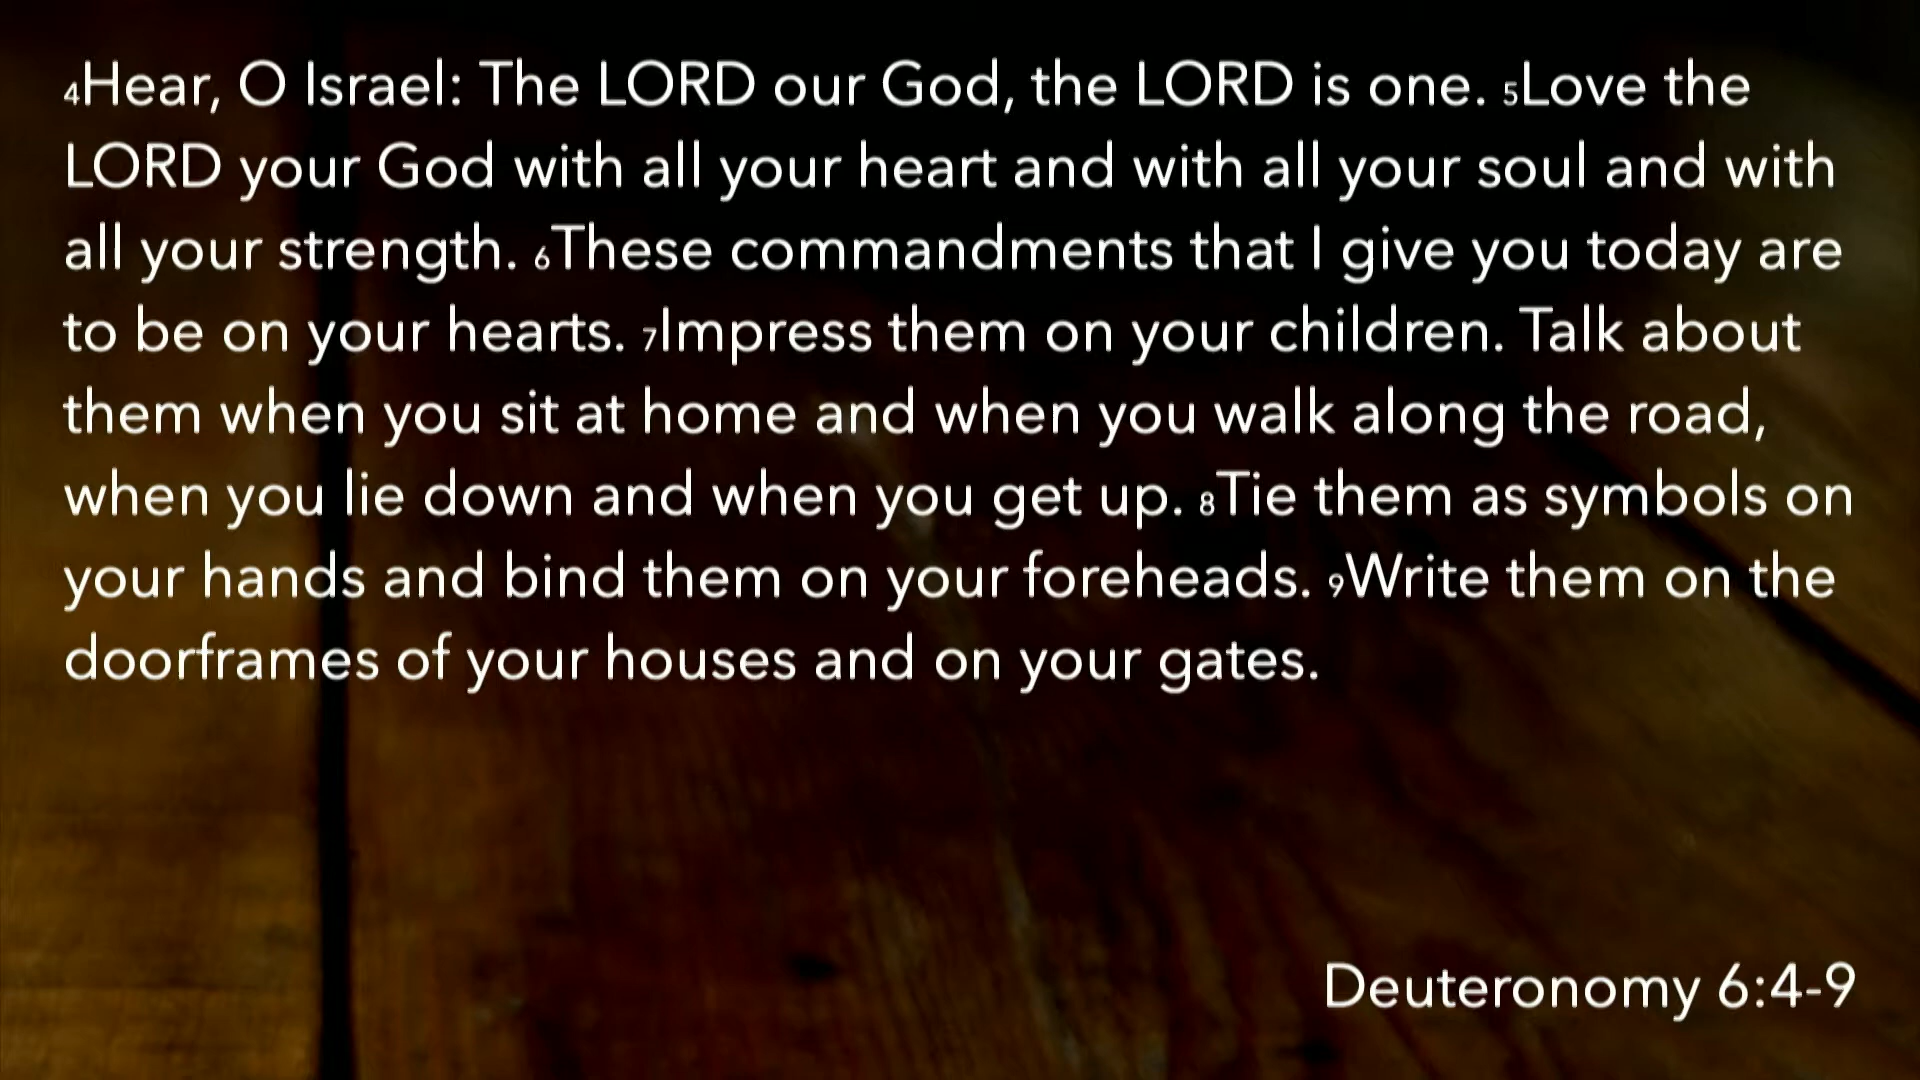 4Hear, O Israel: The LORD our God, the LORD is one. 5Love the
LORD your God with all your heart and with all your soul and with
all your strength. 6These commandments that I give you today are
to be on your hearts. 7Impress them on your children. Talk about
them when you sit at home and when you walk along the road,
when you lie down and when you get up. 8Tie them as symbols on
your hands and bind them on your foreheads. 9Write them on the
doorframes of your houses and on your gates.
Deuteronomy 6:4-9